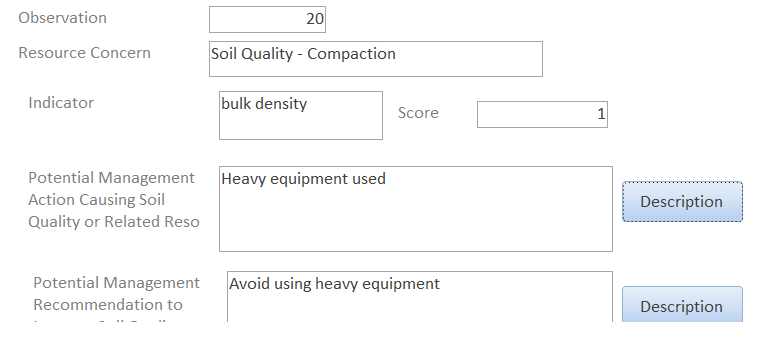 Observation 20
Resource Concern Soil Quality - Compaction
Indicator bulk density Score 1
Potential Management
Action Causing Soil
Quality or Related Reso
Heavy equipment used
Description
Potential Management
Recommendation to
Avoid using heavy equipment
Description